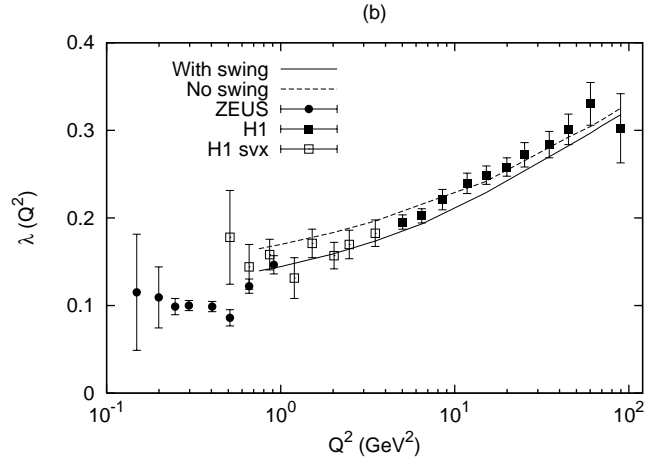 (b)
0.4
0.3
0.2
0.1
0
λ (Q²)
With swing
No swing
ZEUS
H1
H1 svx
10⁻¹ 10⁰ 10¹ 10²
Q² (GeV²)